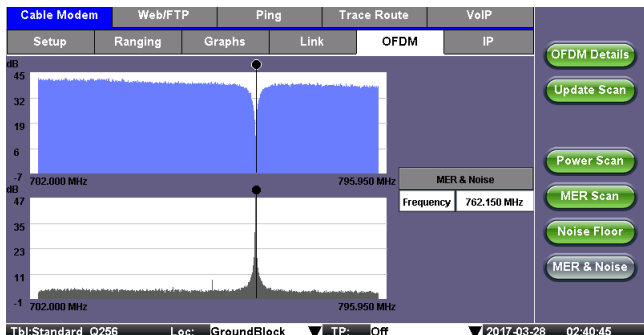 Cable Modem Web/FTP Ping Trace Route VoIP
Setup Ranging Graphs Link OFDM IP
OFDM Details
Update Scan
Power Scan
MER Scan
Noise Floor
MER & Noise
dB
45
32
19
6
-7
702.000 MHz 795.950 MHz
dB
47
35
23
11
-1
702.000 MHz 795.950 MHz
MER & Noise
Frequency 762.150 MHz
Tbl:Standard_Q256 Loc: GroundBlock TP: Off 2017-03-28 02:40:45